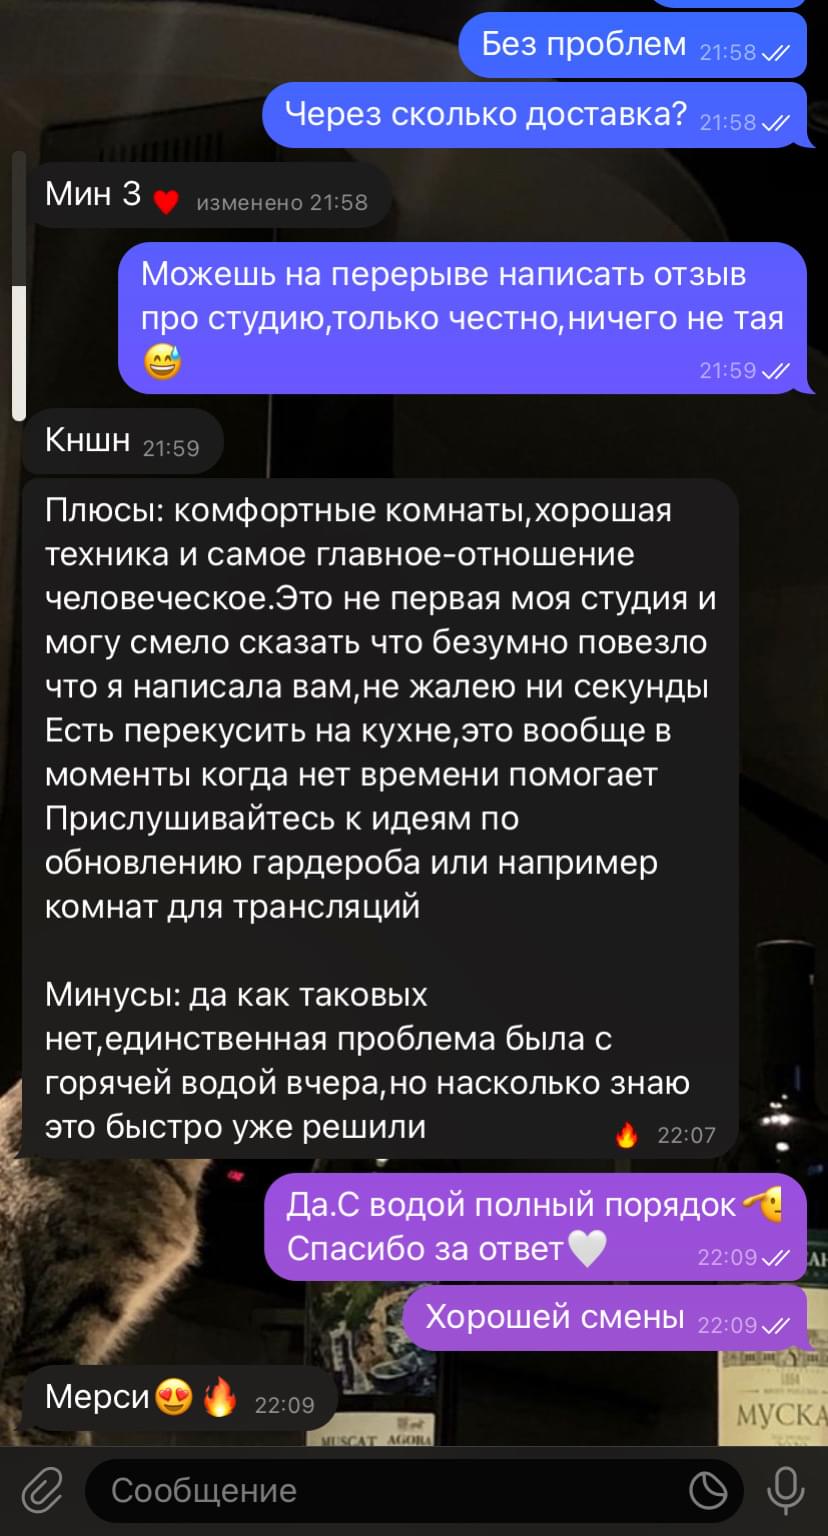 Без проблем 21:58
Через сколько доставка? 21:58
Мин 3 ❤️ изменено 21:58
Можешь на перерыве написать отзыв
про студию,только честно,ничего не тая
😅 21:59
Кншн 21:59
Плюсы: комфортные комнаты,хорошая
техника и самое главное-отношение
человеческое.Это не первая моя студия и
могу смело сказать что безумно повезло
что я написала вам,не жалею ни секунды
Есть перекусить на кухне,это вообще в
моменты когда нет времени помогает
Прислушивайтесь к идеям по
обновлению гардероба или например
комнат для трансляций
Минусы: да как таковых
нет,единственная проблема была с
горячей водой вчера,но насколько знаю
это быстро уже решили 🔥 22:07
Да.С водой полный порядок🫡
Спасибо за ответ🤍 22:09
Хорошей смены 22:09
Мерси😍🔥 22:09
MUSCAT AGORA
МУСКА
Сообщение